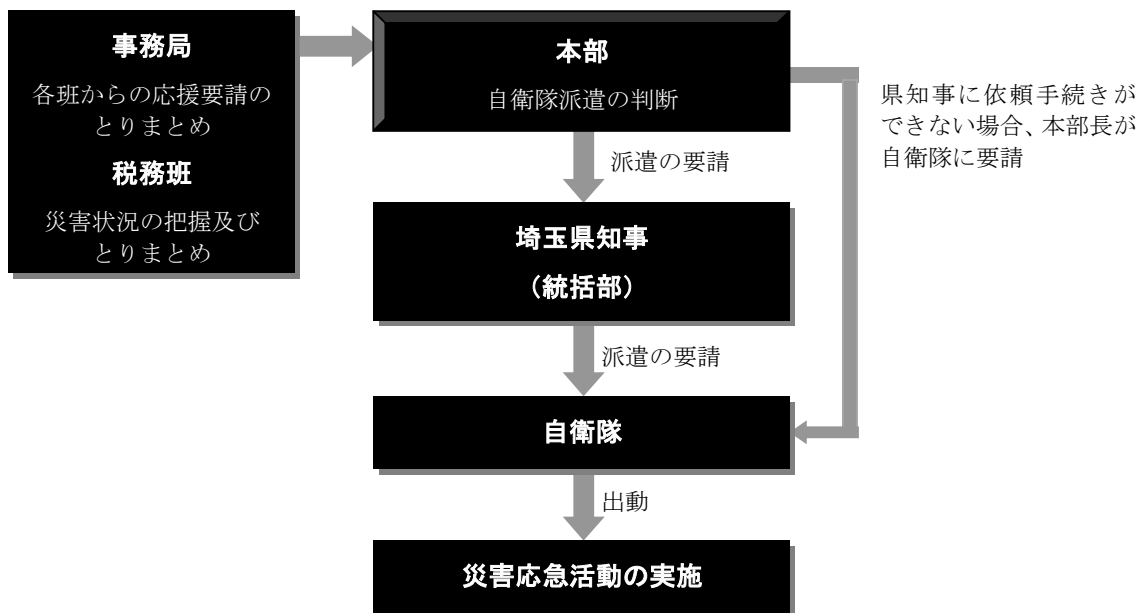 事務局
各班からの応援要請の
とりまとめ
税務班
災害状況の把握及び
とりまとめ
本部
自衛隊派遣の判断
県知事に依頼手続きが
できない場合、本部長が
自衛隊に要請
派遣の要請
埼玉県知事
（統括部）
派遣の要請
自衛隊
出動
災害応急活動の実施